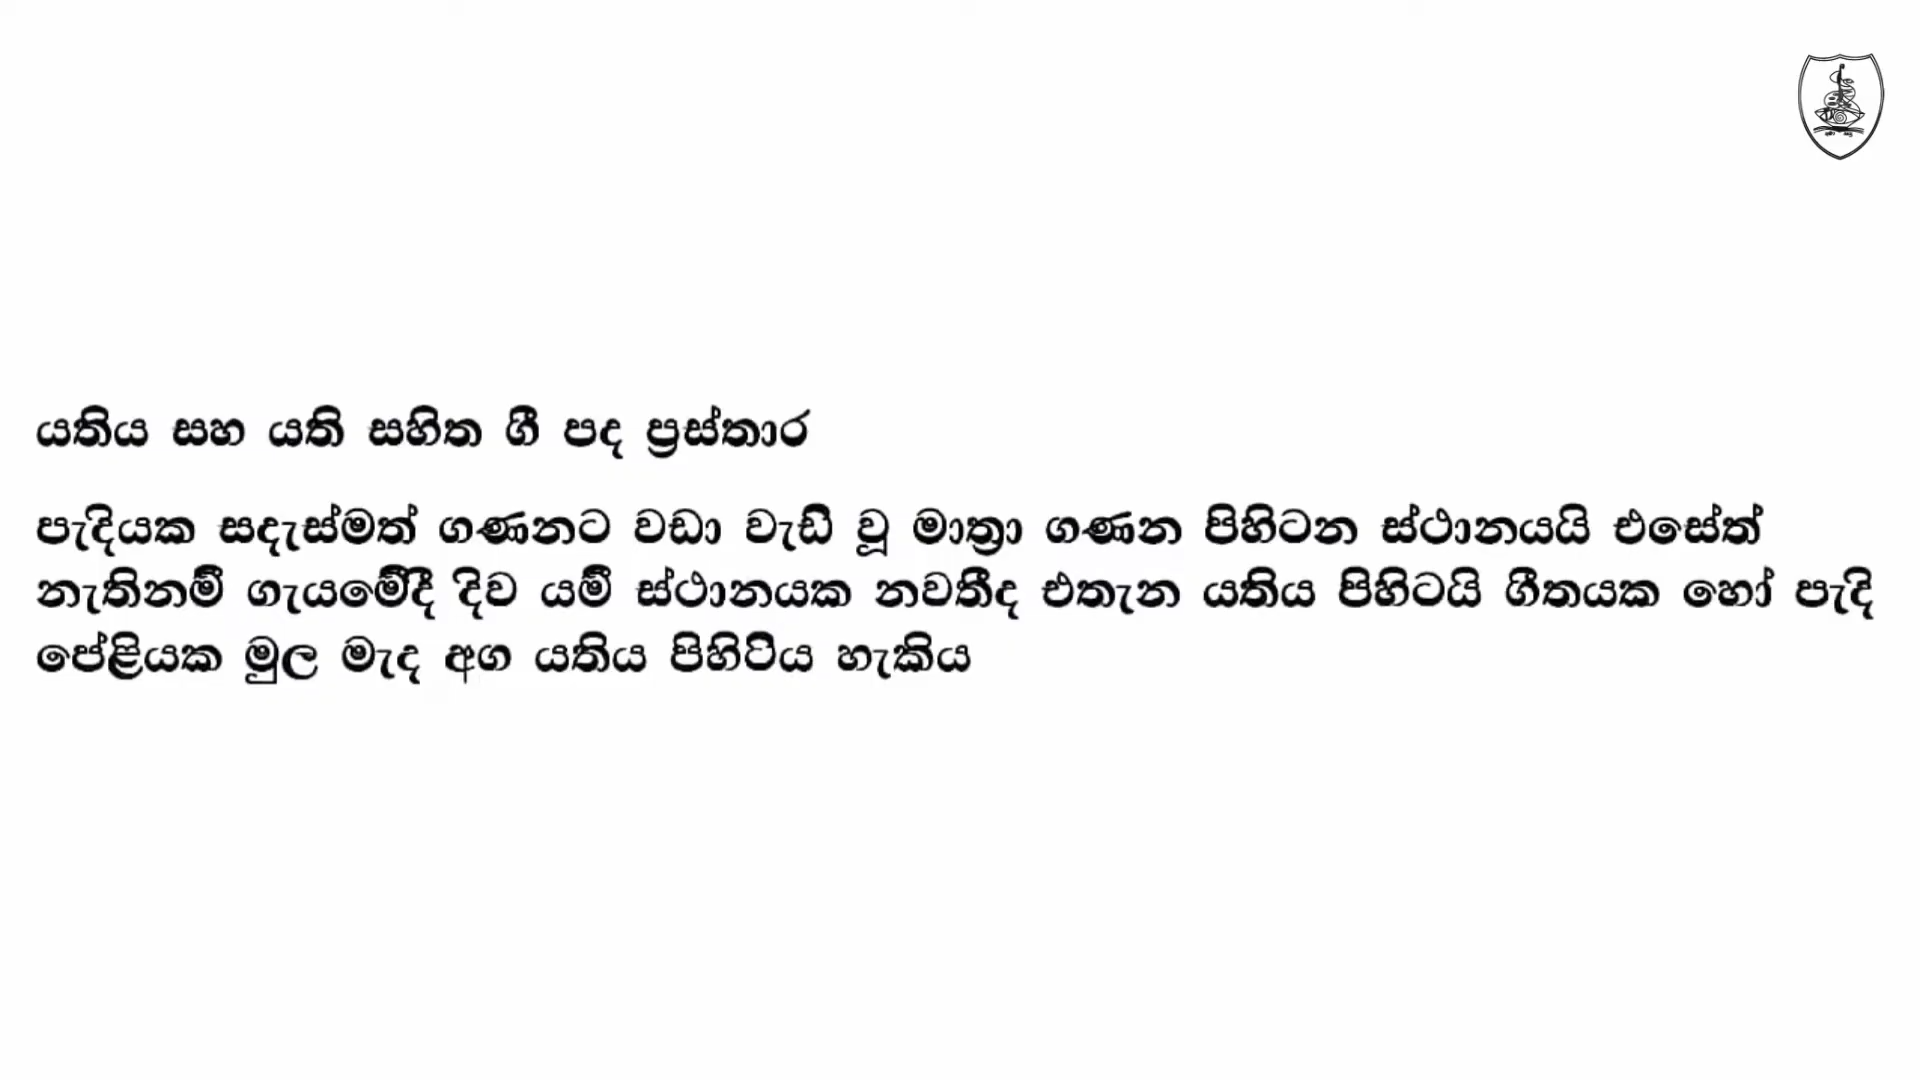 යතිය සහ යති සහිත ගී පද ප්‍රස්තාර
පැදියක සදැස්මත් ගණනට වඩා වැඩි වූ මාත්‍රා ගණන පිහිටන ස්ථානයයි එසේත්
නැතිනම් ගැයමේදී දිව යම් ස්ථානයක නවතීද එතැන යතිය පිහිටයි ගීතයක හෝ පැදි
පේළියක මුල මැද අග යතිය පිහිටිය හැකිය